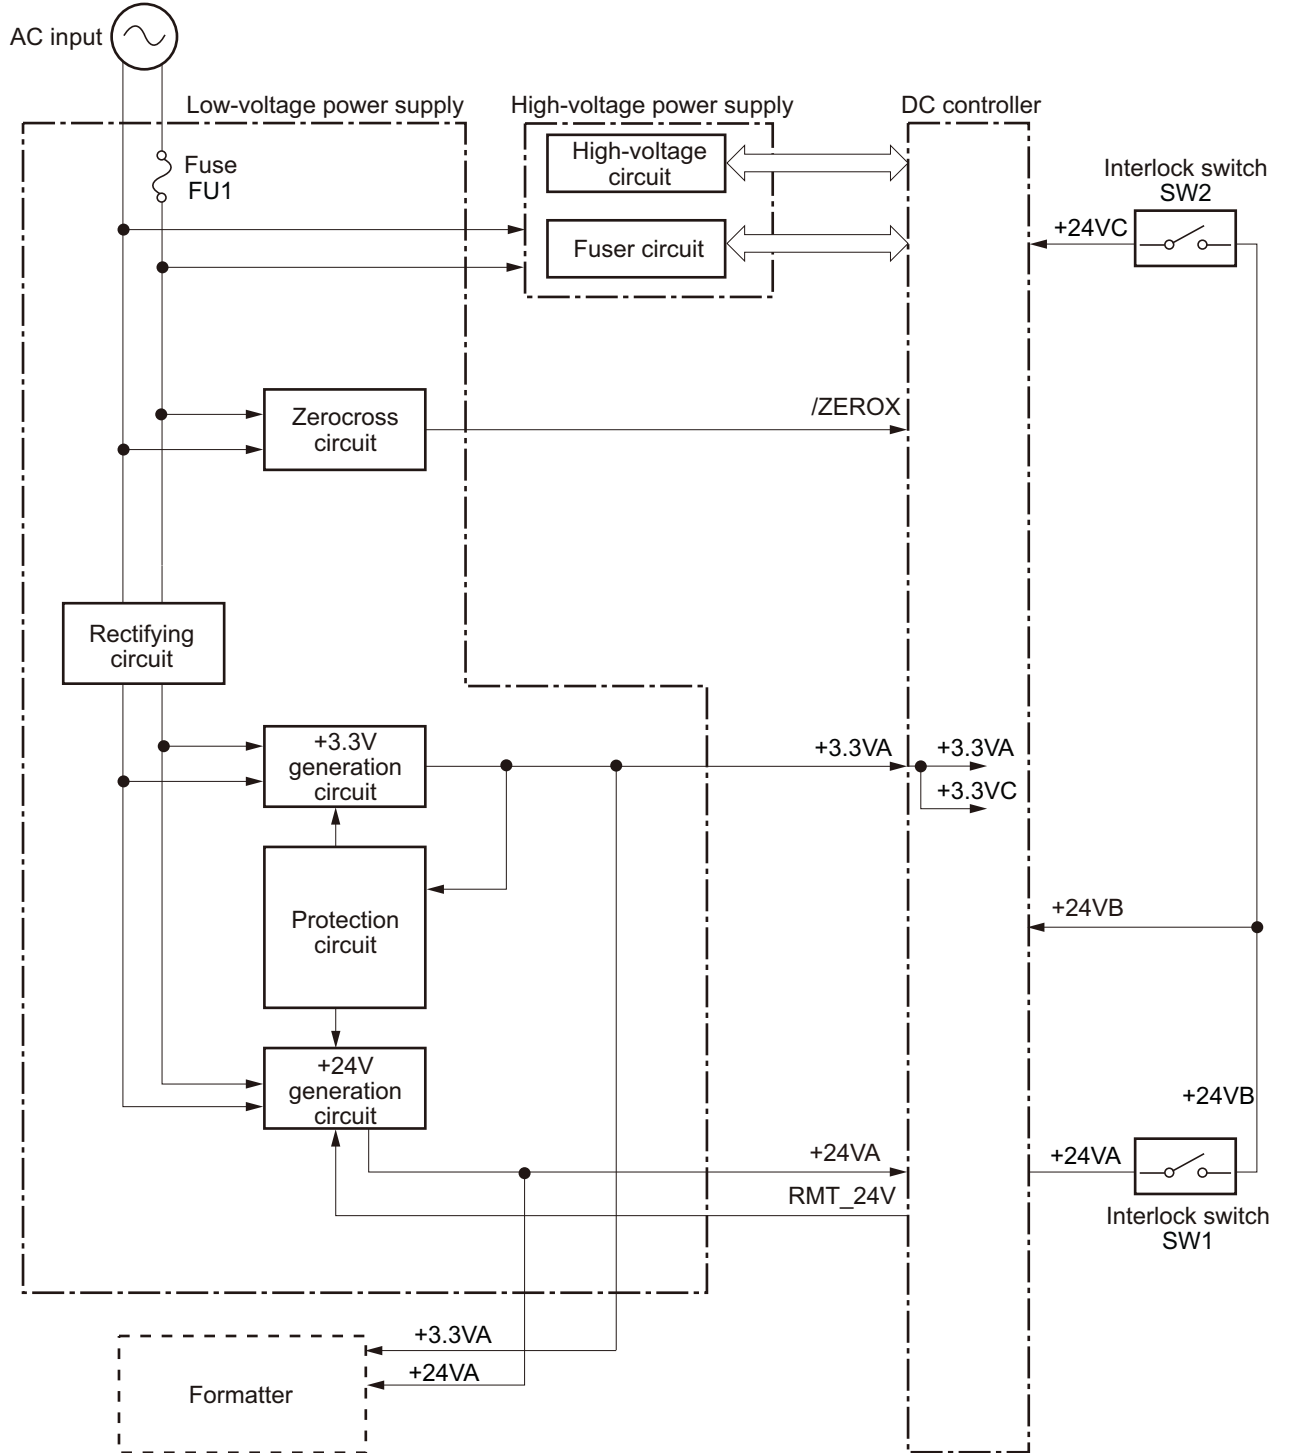 AC input
Low-voltage power supply
High-voltage power supply
DC controller
Fuse
FU1
High-voltage
circuit
Fuser circuit
Interlock switch
SW2
+24VC
Zerocross
circuit
/ZEROX
Rectifying
circuit
+3.3V
generation
circuit
+3.3VA
+3.3VA
+3.3VC
Protection
circuit
+24VB
+24V
generation
circuit
+24VB
+24VA
+24VA
RMT_24V
Interlock switch
SW1
+3.3VA
+24VA
Formatter